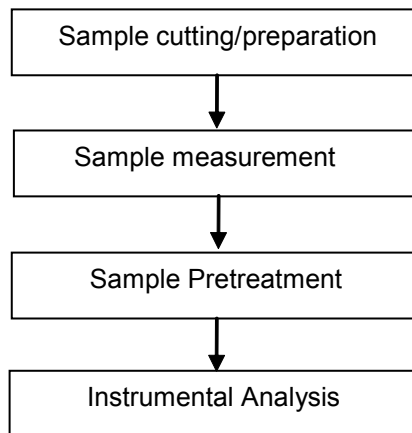 Sample cutting/preparation
Sample measurement
Sample Pretreatment
Instrumental Analysis